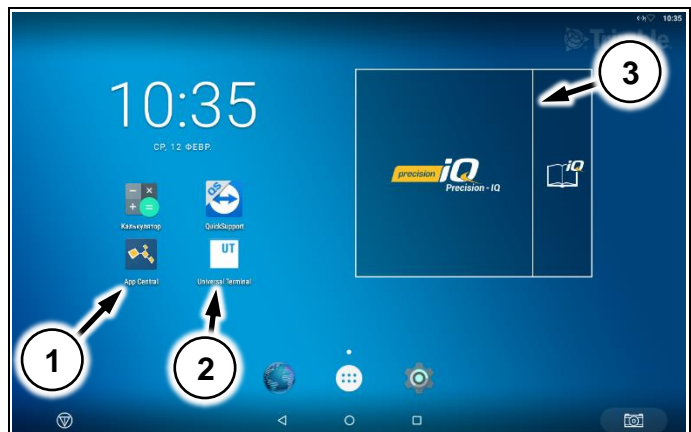 10:35
Trimble
3
10:35
СР, 12 ФЕВР.
precision iQ
Precision - IQ
iQ
Калькулятор
QS
QuickSupport
UT
App Central
Universal Terminal
1
2